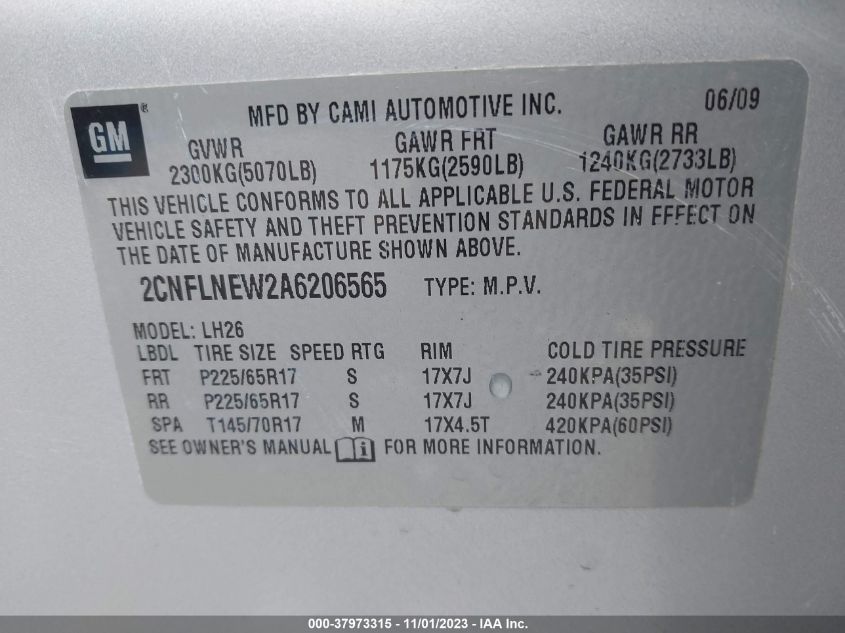 GM ® MFD BY CAMI AUTOMOTIVE INC. 06/09
GVWR GAWR FRT GAWR RR
2300KG(5070LB) 1175KG(2590LB) 1240KG(2733LB)
THIS VEHICLE CONFORMS TO ALL APPLICABLE U.S. FEDERAL MOTOR
VEHICLE SAFETY AND THEFT PREVENTION STANDARDS IN EFFECT ON
THE DATE OF MANUFACTURE SHOWN ABOVE.
2CNFLNEW2A6206565 TYPE: M.P.V.
MODEL: LH26
LBDL TIRE SIZE SPEED RTG RIM COLD TIRE PRESSURE
FRT P225/65R17 S 17X7J 240KPA(35PSI)
RR P225/65R17 S 17X7J 240KPA(35PSI)
SPA T145/70R17 M 17X4.5T 420KPA(60PSI)
SEE OWNER'S MANUAL i FOR MORE INFORMATION.
000-37973315 - 11/01/2023 - IAA Inc.